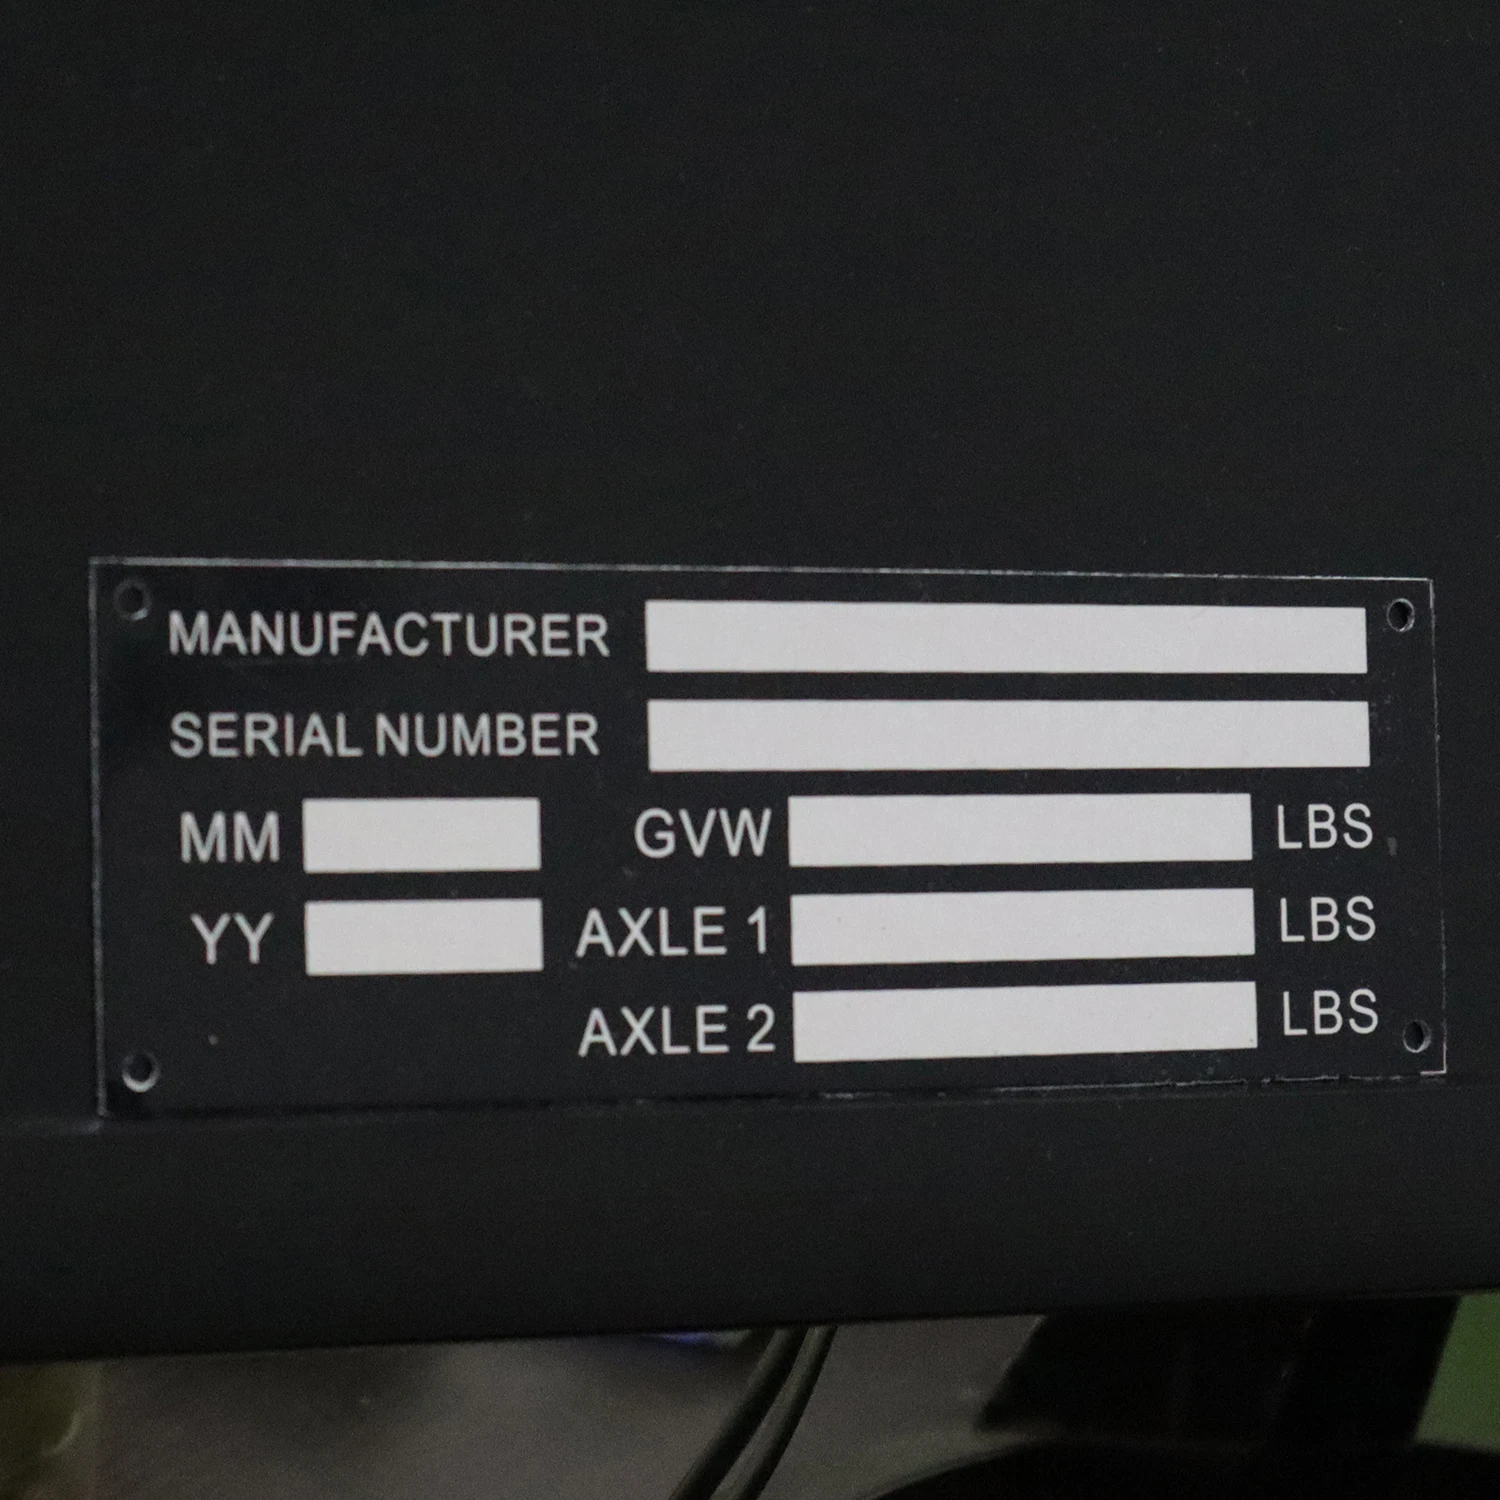 MANUFACTURER
SERIAL NUMBER
MM GVW LBS
YY AXLE 1 LBS
AXLE 2 LBS